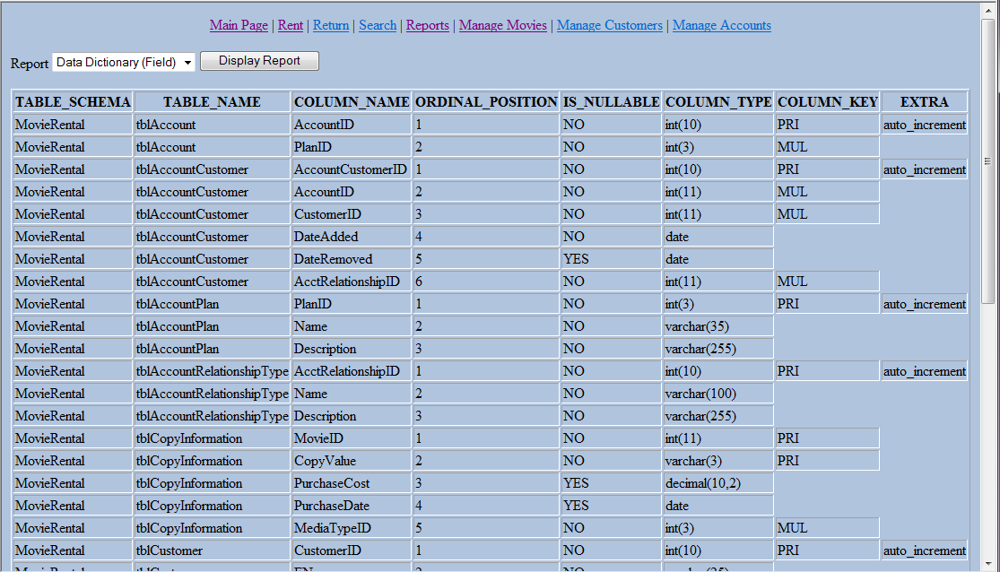 Main Page | Rent | Return | Search | Reports | Manage Movies | Manage Customers | Manage Accounts
Report Data Dictionary (Field) Display Report
TABLE_SCHEMA TABLE_NAME COLUMN_NAME ORDINAL_POSITION IS_NULLABLE COLUMN_TYPE COLUMN_KEY EXTRA
MovieRental tblAccount AccountID 1 NO int(10) PRI auto_increment
MovieRental tblAccount PlanID 2 NO int(3) MUL
MovieRental tblAccountCustomer AccountCustomerID 1 NO int(10) PRI auto_increment
MovieRental tblAccountCustomer AccountID 2 NO int(11) MUL
MovieRental tblAccountCustomer CustomerID 3 NO int(11) MUL
MovieRental tblAccountCustomer DateAdded 4 NO date
MovieRental tblAccountCustomer DateRemoved 5 YES date
MovieRental tblAccountCustomer AcctRelationshipID 6 NO int(11) MUL
MovieRental tblAccountPlan PlanID 1 NO int(3) PRI auto_increment
MovieRental tblAccountPlan Name 2 NO varchar(35)
MovieRental tblAccountPlan Description 3 NO varchar(255)
MovieRental tblAccountRelationshipType AcctRelationshipID 1 NO int(10) PRI auto_increment
MovieRental tblAccountRelationshipType Name 2 NO varchar(100)
MovieRental tblAccountRelationshipType Description 3 NO varchar(255)
MovieRental tblCopyInformation MovieID 1 NO int(11) PRI
MovieRental tblCopyInformation CopyValue 2 NO varchar(3) PRI
MovieRental tblCopyInformation PurchaseCost 3 YES decimal(10,2)
MovieRental tblCopyInformation PurchaseDate 4 YES date
MovieRental tblCopyInformation MediaTypeID 5 NO int(3) MUL
MovieRental tblCustomer CustomerID 1 NO int(10) PRI auto_increment